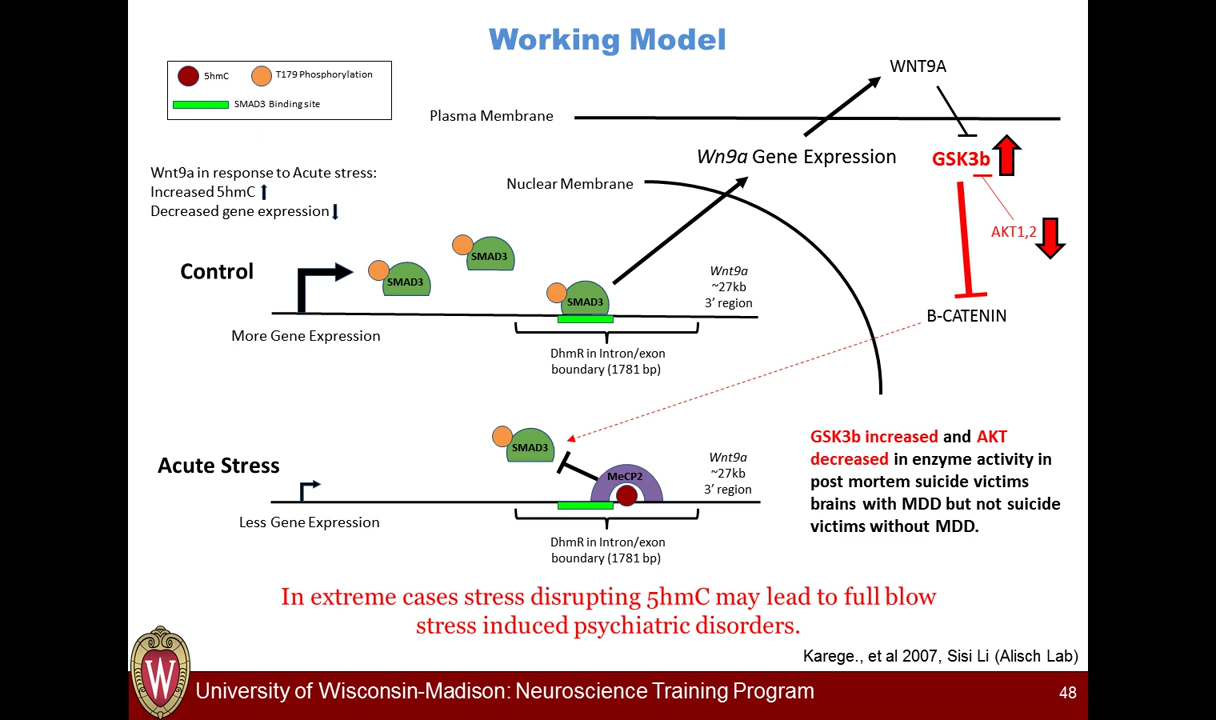 Working Model
5hmC
T179 Phosphorylation
SMAD3 Binding site
WNT9A
Plasma Membrane
Wn9a Gene Expression
GSK3b
Nuclear Membrane
AKT1,2
B-CATENIN
Wnt9a in response to Acute stress:
Increased 5hmC
Decreased gene expression
Control
SMAD3
SMAD3
SMAD3
Wnt9a
~27kb
3' region
More Gene Expression
DhmR in Intron/exon
boundary (1781 bp)
Acute Stress
SMAD3
MeCP2
Wnt9a
~27kb
3' region
Less Gene Expression
DhmR in Intron/exon
boundary (1781 bp)
GSK3b increased and AKT
decreased in enzyme activity in
post mortem suicide victims
brains with MDD but not suicide
victims without MDD.
In extreme cases stress disrupting 5hmC may lead to full blow
stress induced psychiatric disorders.
Karege., et al 2007, Sisi Li (Alisch Lab)
W
University of Wisconsin-Madison: Neuroscience Training Program
48